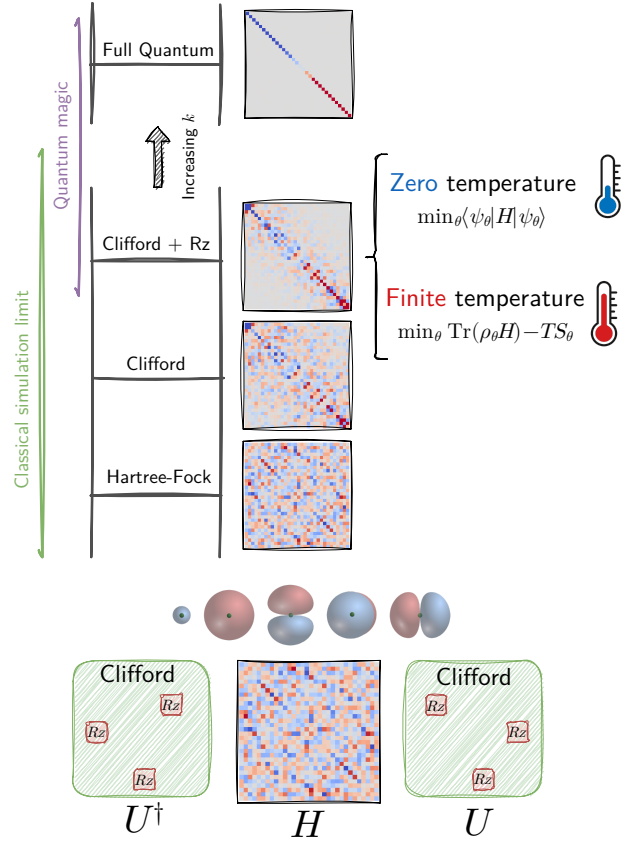 Full Quantum
Quantum magic
Increasing k
Clifford + Rz
Zero temperature
min_θ⟨ψ_θ|H|ψ_θ⟩
Finite temperature
min_θ Tr(ρ_θH)−TS_θ
Classical simulation limit
Clifford
Hartree-Fock
Clifford
Rz
Rz
Rz
Clifford
Rz
Rz
Rz
U†
H
U